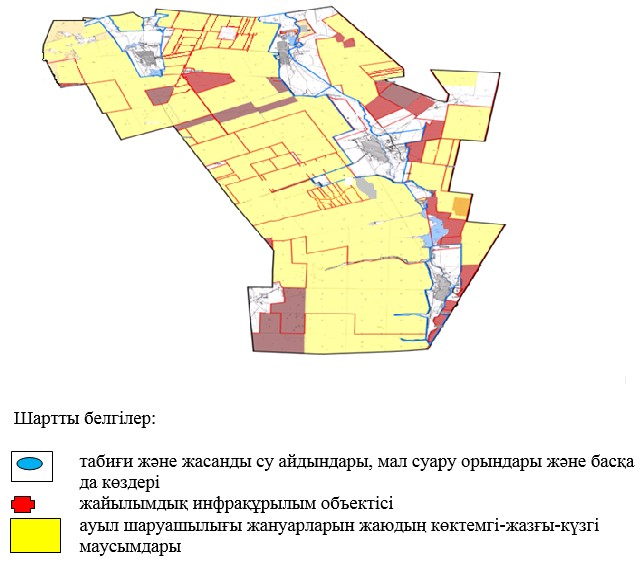 Шартты белгілер:
табиғи және жасанды су айдындары, мал суару орындары және басқа
да көздері
жайылымдық инфрақұрылым объектісі
ауыл шаруашылығы жануарларын жаюдың көктемгі-жазғы-күзгі
маусымдары